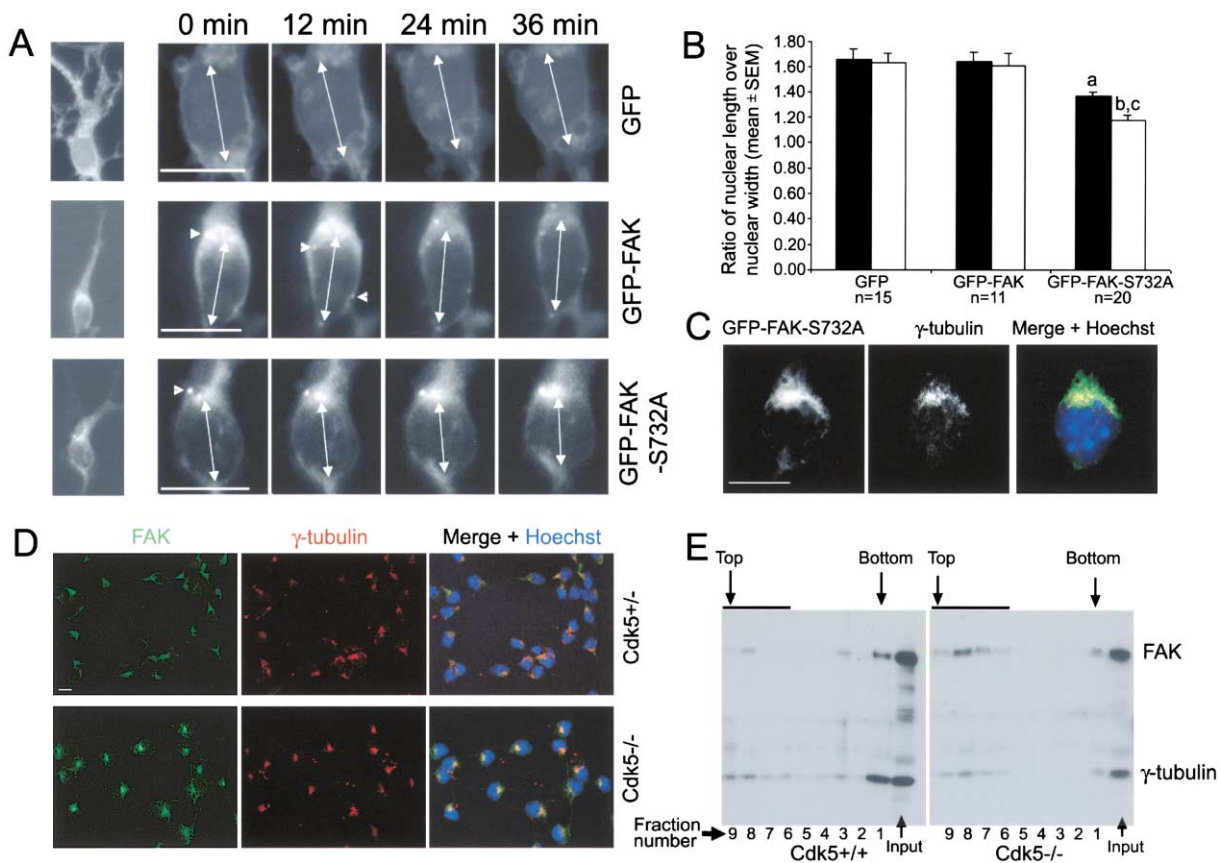 A
0 min 12 min 24 min 36 min
GFP
GFP-FAK
GFP-FAK
-S732A
B
Ratio of nuclear length over
nuclear width (mean ± SEM)
1.80
1.60
1.40
1.20
1.00
0.80
0.60
0.40
0.20
0.00
a
b,c
GFP GFP-FAK GFP-FAK-S732A
n=15 n=11 n=20
C
GFP-FAK-S732A γ-tubulin Merge + Hoechst
D
FAK γ-tubulin Merge + Hoechst
Cdk5+/-
Cdk5-/-
E
Top Bottom Top Bottom
FAK
γ-tubulin
Fraction
number
9 8 7 6 5 4 3 2 1 Input 9 8 7 6 5 4 3 2 1 Input
Cdk5+/+ Cdk5-/-